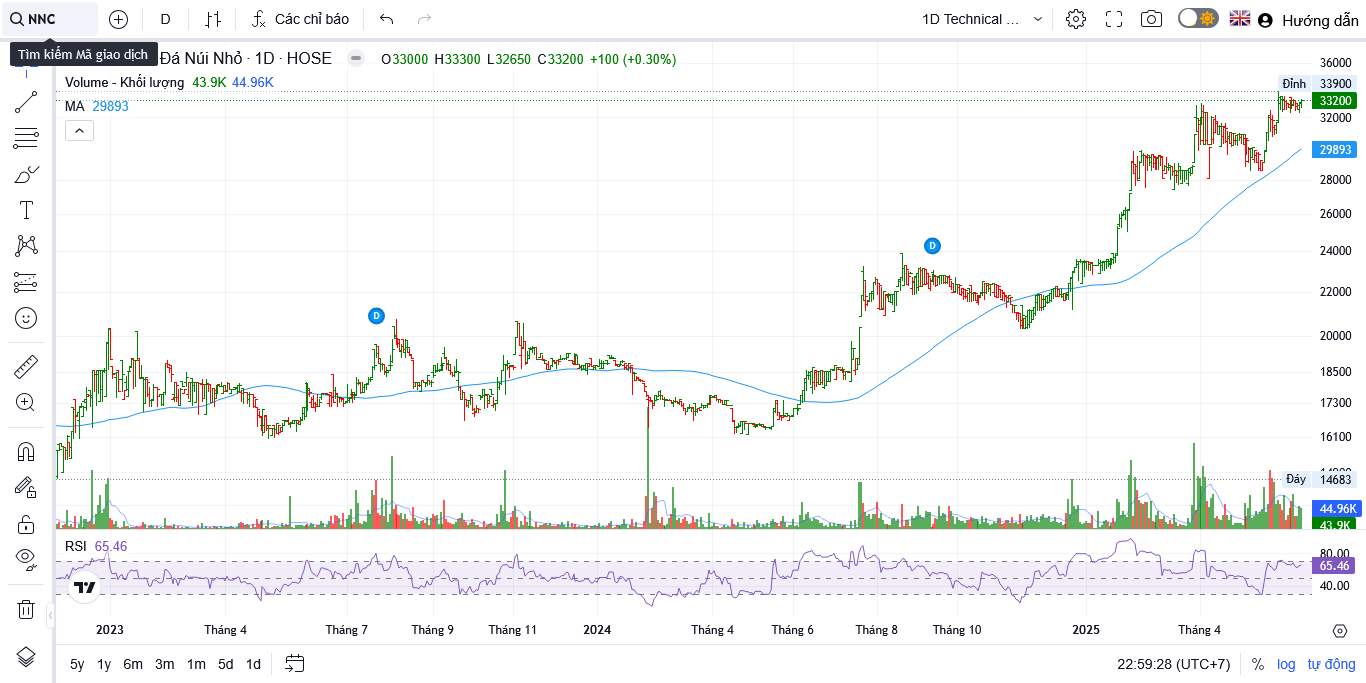 NNC
D
Các chỉ báo
1D Technical ...
Hướng dẫn
Tìm kiếm Mã giao dịch
Đá Núi Nhỏ · 1D · HOSE
O33000 H33300 L32650 C33200 +100 (+0.30%)
Volume - Khối lượng 43.9K 44.96K
MA 29893
36000
Đỉnh 33900
33200
32000
29893
28000
26000
24000
22000
20000
18500
17300
16100
Đáy 14683
44.96K
43.9K
D
D
RSI 65.46
80.00
65.46
40.00
2023 Tháng 4 Tháng 7 Tháng 9 Tháng 11 2024 Tháng 4 Tháng 6 Tháng 8 Tháng 10 2025 Tháng 4
5y 1y 6m 3m 1m 5d 1d
22:59:28 (UTC+7) % log tự động